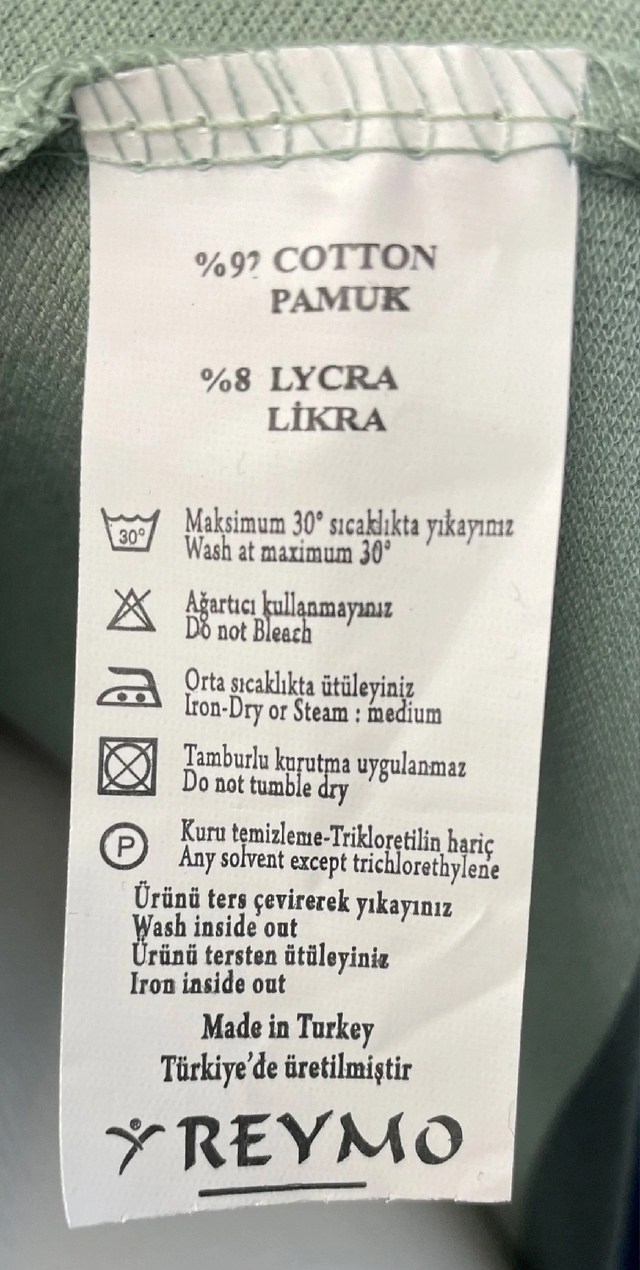 %92 COTTON
PAMUK
%8 LYCRA
LİKRA
30°
Maksimum 30° sıcaklıkta yıkayınız
Wash at maximum 30°
Ağartıcı kullanmayınız
Do not Bleach
Orta sıcaklıkta ütüleyiniz
Iron-Dry or Steam : medium
Tamburlu kurutma uygulanmaz
Do not tumble dry
P
Kuru temizleme-Trikloretilin hariç
Any solvent except trichlorethylene
Ürünü ters çevirerek yıkayınız
Wash inside out
Ürünü tersten ütüleyiniz
Iron inside out
Made in Turkey
Türkiye'de üretilmiştir
REYMO